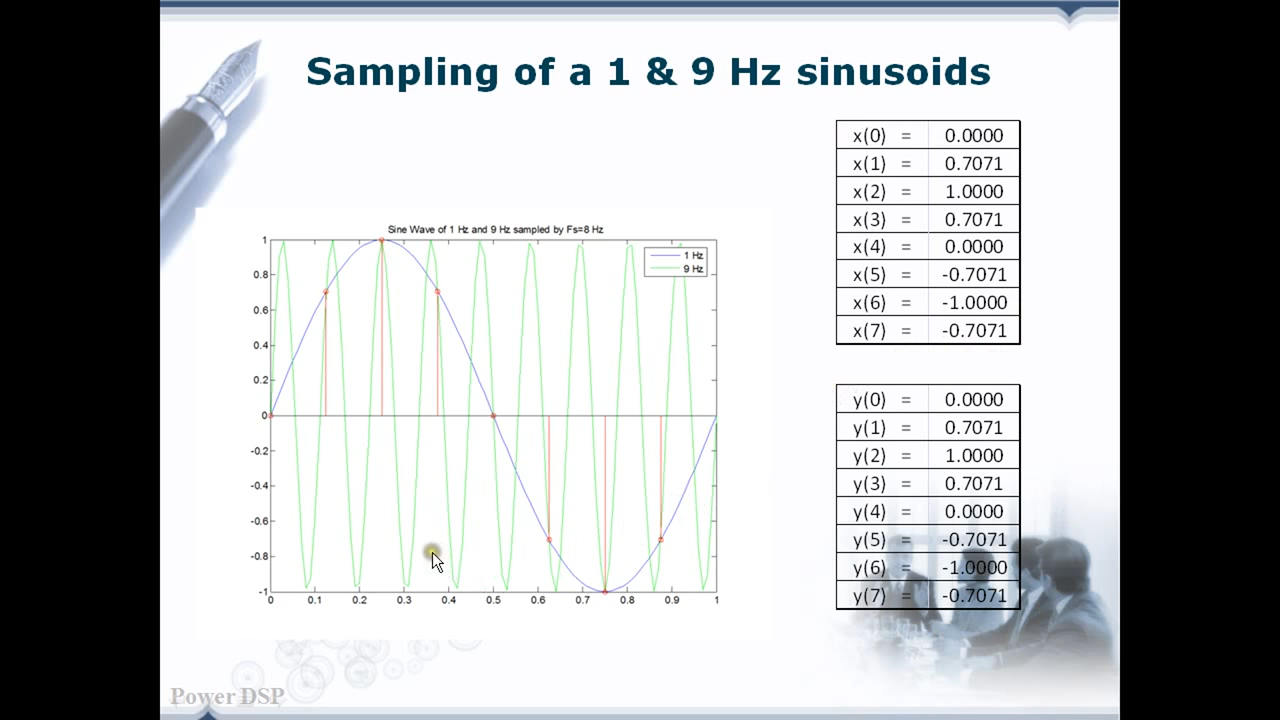 Sampling of a 1 & 9 Hz sinusoids
Sine Wave of 1 Hz and 9 Hz sampled by Fs=8 Hz
1 Hz
9 Hz
1
0.8
0.6
0.4
0.2
0
-0.2
-0.4
-0.6
-0.8
-1
0 0.1 0.2 0.3 0.4 0.5 0.6 0.7 0.8 0.9 1
x(0) = 0.0000
x(1) = 0.7071
x(2) = 1.0000
x(3) = 0.7071
x(4) = 0.0000
x(5) = -0.7071
x(6) = -1.0000
x(7) = -0.7071
y(0) = 0.0000
y(1) = 0.7071
y(2) = 1.0000
y(3) = 0.7071
y(4) = 0.0000
y(5) = -0.7071
y(6) = -1.0000
y(7) = -0.7071
Power DSP